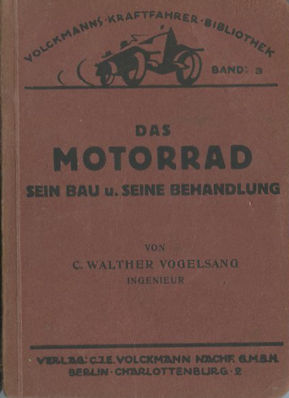 VOLCKMANNS·KRAFTFAHRER·BIBLIOTHEK
BAND: 3
DAS
MOTORRAD
SEIN BAU u. SEINE BEHANDLUNG
VON
C. WALTHER VOGELSANG
INGENIEUR
VERLAG: C.J.E. VOLCKMANN NACHF. G.M.B.H.
BERLIN·CHARLOTTENBURG·2